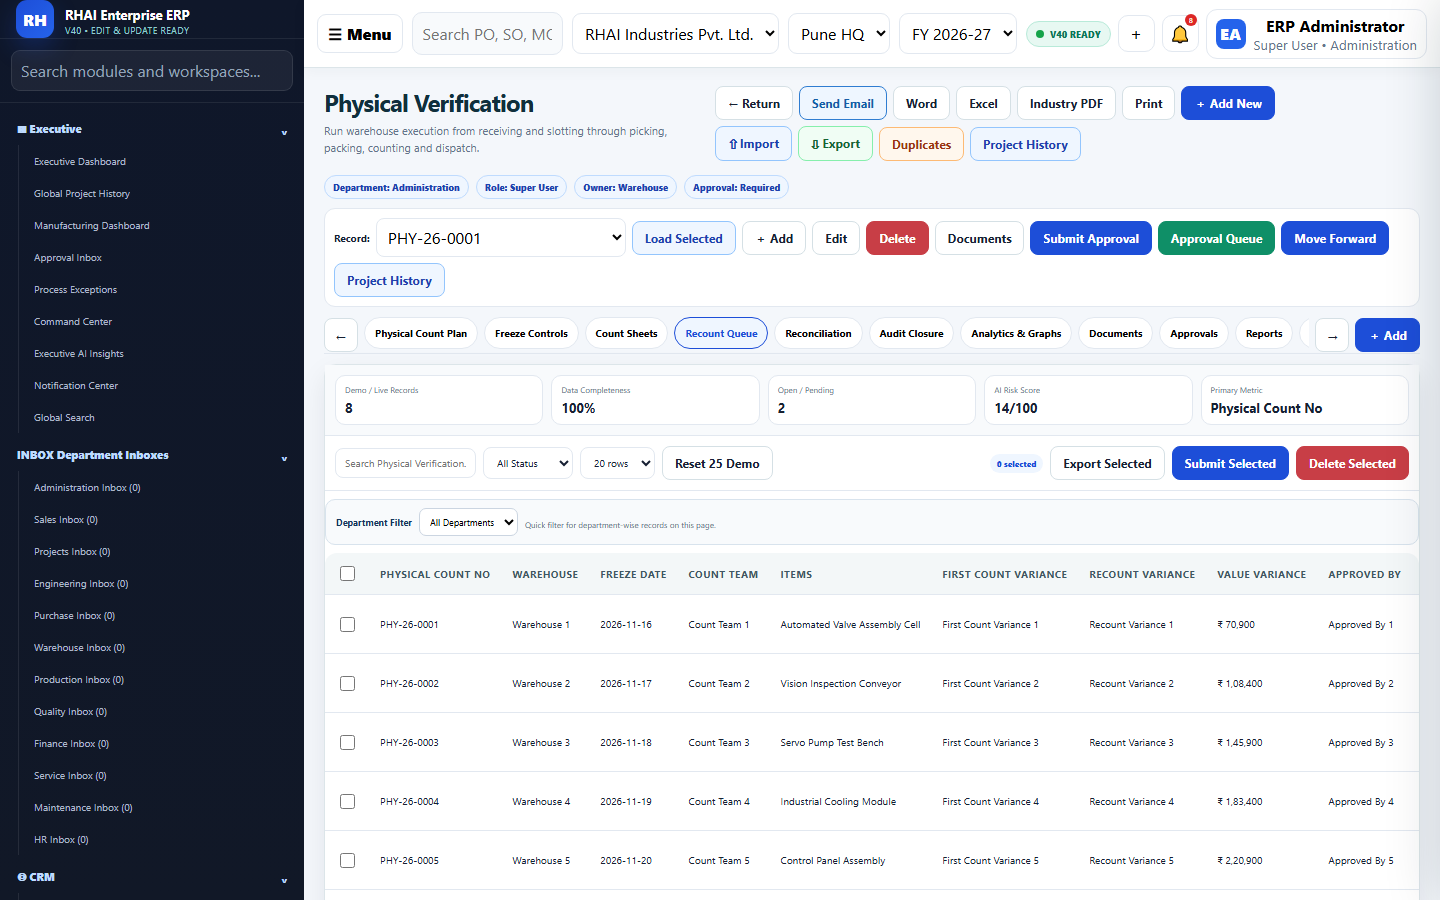 RH
RHAI Enterprise ERP
V40 • EDIT & UPDATE READY
Search modules and workspaces...
Executive
Executive Dashboard
Global Project History
Manufacturing Dashboard
Approval Inbox
Process Exceptions
Command Center
Executive AI Insights
Notification Center
Global Search
INBOX Department Inboxes
Administration Inbox (0)
Sales Inbox (0)
Projects Inbox (0)
Engineering Inbox (0)
Purchase Inbox (0)
Warehouse Inbox (0)
Production Inbox (0)
Quality Inbox (0)
Finance Inbox (0)
Service Inbox (0)
Maintenance Inbox (0)
HR Inbox (0)
CRM
☰ Menu
Search PO, SO, MO
RHAI Industries Pvt. Ltd.
Pune HQ
FY 2026-27
V40 READY
+
8
EA
ERP Administrator
Super User • Administration
Physical Verification
Run warehouse execution from receiving and slotting through picking,
packing, counting and dispatch.
← Return
Send Email
Word
Excel
Industry PDF
Print
+ Add New
⇧ Import
⇩ Export
Duplicates
Project History
Department: Administration
Role: Super User
Owner: Warehouse
Approval: Required
Record:
PHY-26-0001
Load Selected
+ Add
Edit
Delete
Documents
Submit Approval
Approval Queue
Move Forward
Project History
←
Physical Count Plan
Freeze Controls
Count Sheets
Recount Queue
Reconciliation
Audit Closure
Analytics & Graphs
Documents
Approvals
Reports
→
+ Add
Demo / Live Records
8
Data Completeness
100%
Open / Pending
2
AI Risk Score
14/100
Primary Metric
Physical Count No
Search Physical Verification.
All Status
20 rows
Reset 25 Demo
0 selected
Export Selected
Submit Selected
Delete Selected
Department Filter
All Departments
Quick filter for department-wise records on this page.
PHYSICAL COUNT NO WAREHOUSE FREEZE DATE COUNT TEAM ITEMS FIRST COUNT VARIANCE RECOUNT VARIANCE VALUE VARIANCE APPROVED BY
PHY-26-0001 Warehouse 1 2026-11-16 Count Team 1 Automated Valve Assembly Cell First Count Variance 1 Recount Variance 1 ₹ 70,900 Approved By 1
PHY-26-0002 Warehouse 2 2026-11-17 Count Team 2 Vision Inspection Conveyor First Count Variance 2 Recount Variance 2 ₹ 1,08,400 Approved By 2
PHY-26-0003 Warehouse 3 2026-11-18 Count Team 3 Servo Pump Test Bench First Count Variance 3 Recount Variance 3 ₹ 1,45,900 Approved By 3
PHY-26-0004 Warehouse 4 2026-11-19 Count Team 4 Industrial Cooling Module First Count Variance 4 Recount Variance 4 ₹ 1,83,400 Approved By 4
PHY-26-0005 Warehouse 5 2026-11-20 Count Team 5 Control Panel Assembly First Count Variance 5 Recount Variance 5 ₹ 2,20,900 Approved By 5